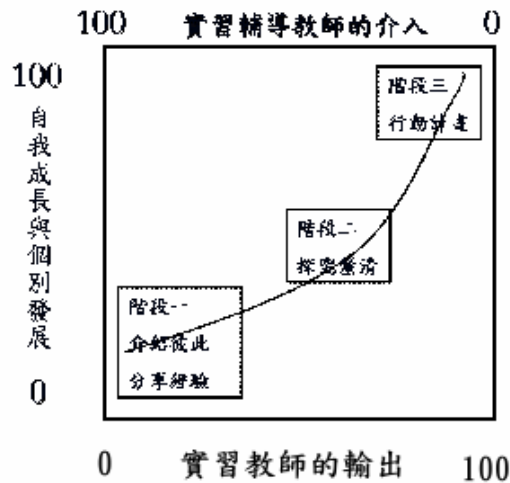 100 實習輔導教師的介入 0
100
自我成長與個別發展
0
階段三
行動計畫
階段二
探究釐清
階段一
介紹彼此
分享經驗
0 實習教師的輸出 100